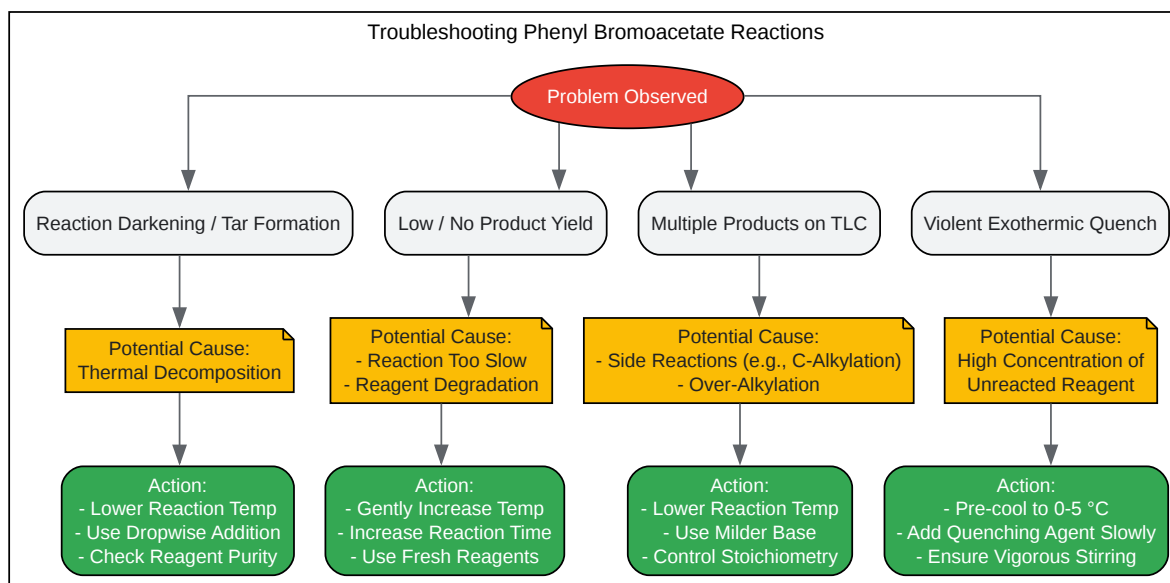 Troubleshooting Phenyl Bromoacetate Reactions
Problem Observed
Reaction Darkening / Tar Formation
Low / No Product Yield
Multiple Products on TLC
Violent Exothermic Quench
Potential Cause:
Thermal Decomposition
Potential Cause:
- Reaction Too Slow
- Reagent Degradation
Potential Cause:
- Side Reactions (e.g., C-Alkylation)
- Over-Alkylation
Potential Cause:
High Concentration of
Unreacted Reagent
Action:
- Lower Reaction Temp
- Use Dropwise Addition
- Check Reagent Purity
Action:
- Gently Increase Temp
- Increase Reaction Time
- Use Fresh Reagents
Action:
- Lower Reaction Temp
- Use Milder Base
- Control Stoichiometry
Action:
- Pre-cool to 0-5 °C
- Add Quenching Agent Slowly
- Ensure Vigorous Stirring